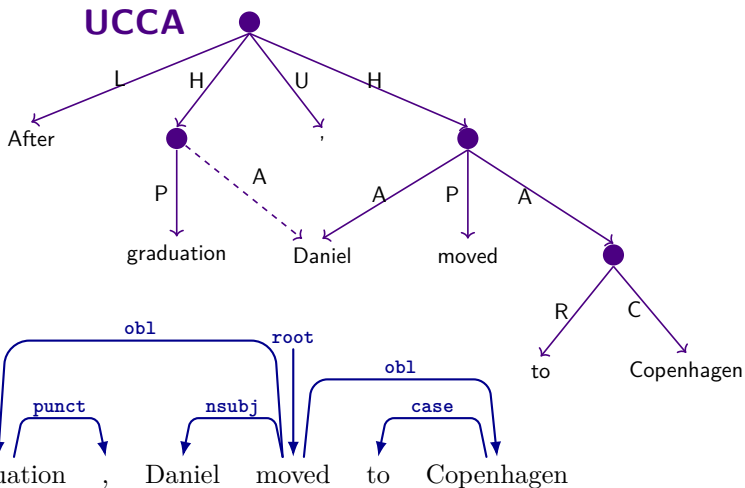 UCCA
L H U H
After ,
P A A P A
graduation Daniel moved
R C
to Copenhagen
obl root
obl
punct nsubj case
uation , Daniel moved to Copenhagen